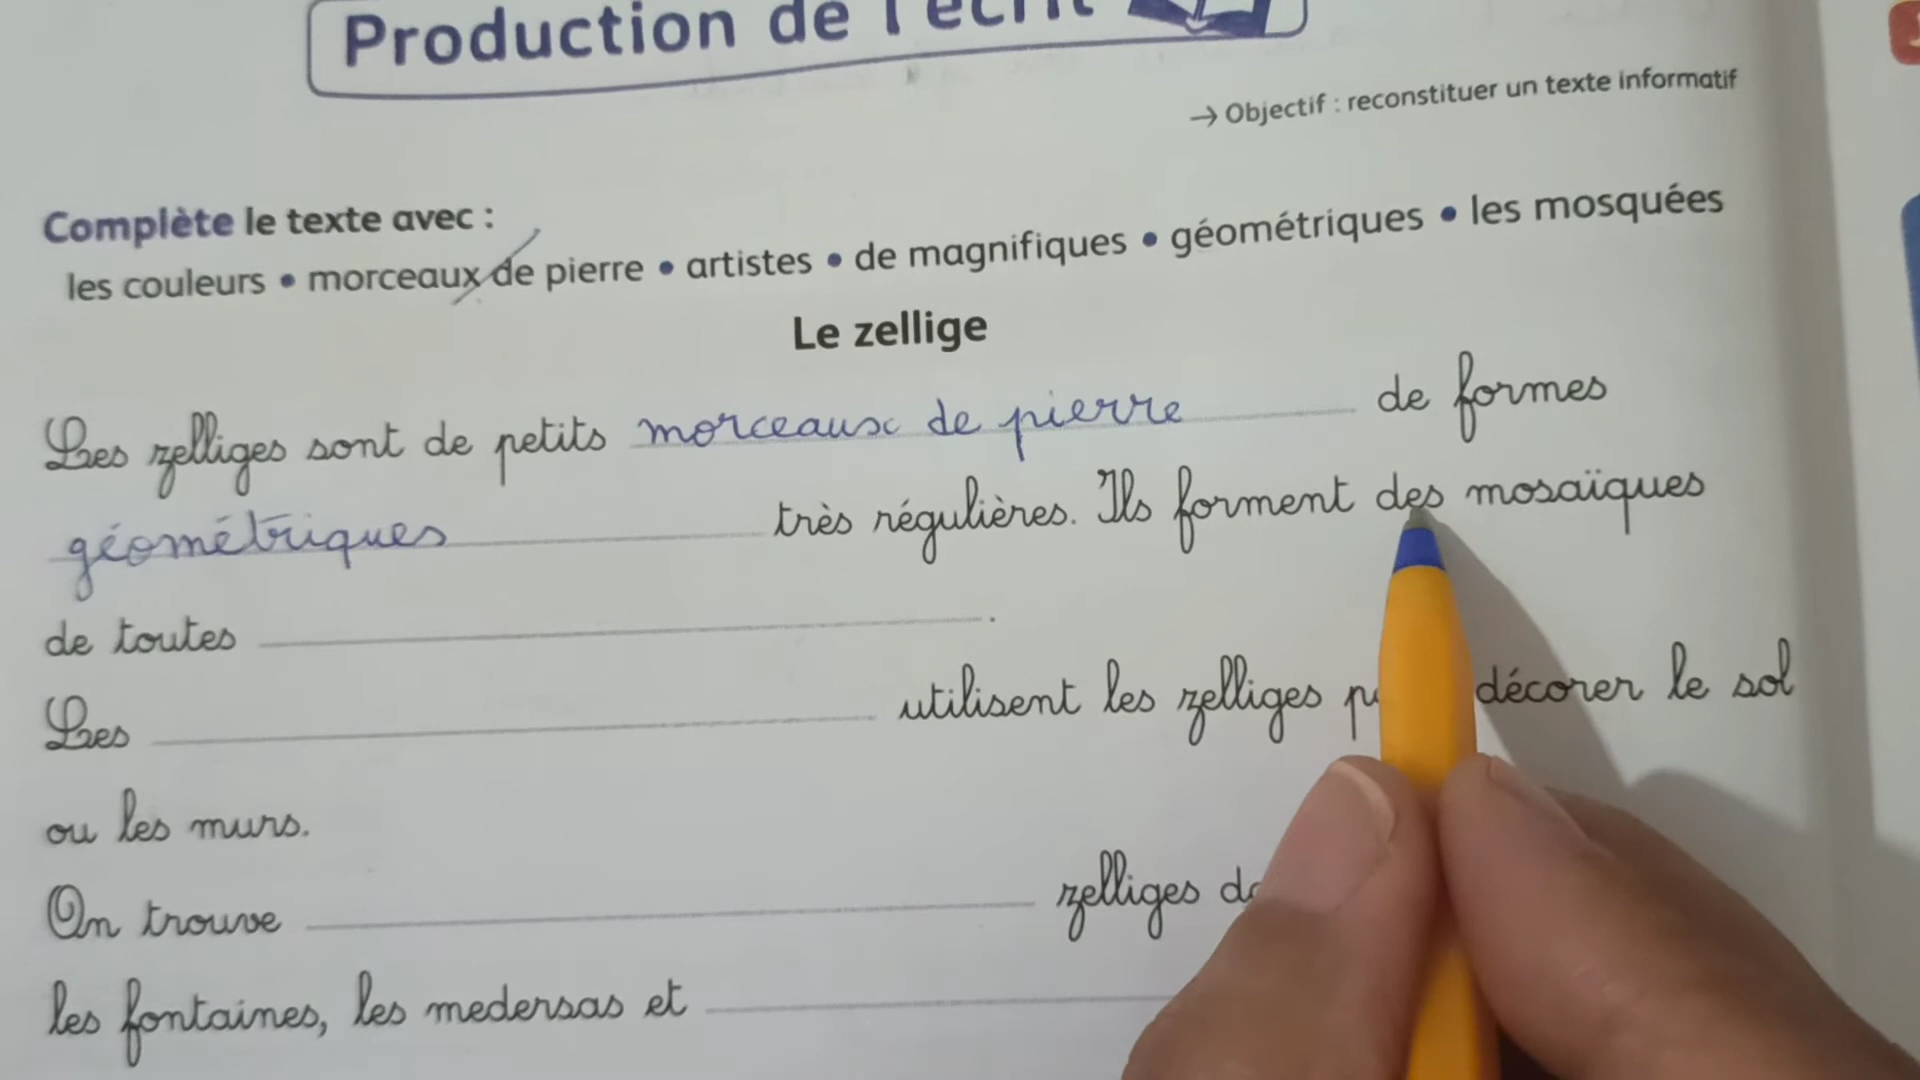 Production de l'écrit
→ Objectif : reconstituer un texte informatif
Complète le texte avec :
les couleurs • morceaux de pierre • artistes • de magnifiques • géométriques • les mosquées
Le zellige
Les zelliges sont de petits morceaux de pierre de formes
géométriques très régulières. Ils forment des mosaïques
de toutes .
Les utilisent les zelliges décorer le sol
ou les murs.
On trouve zelliges
les fontaines, les medersas et